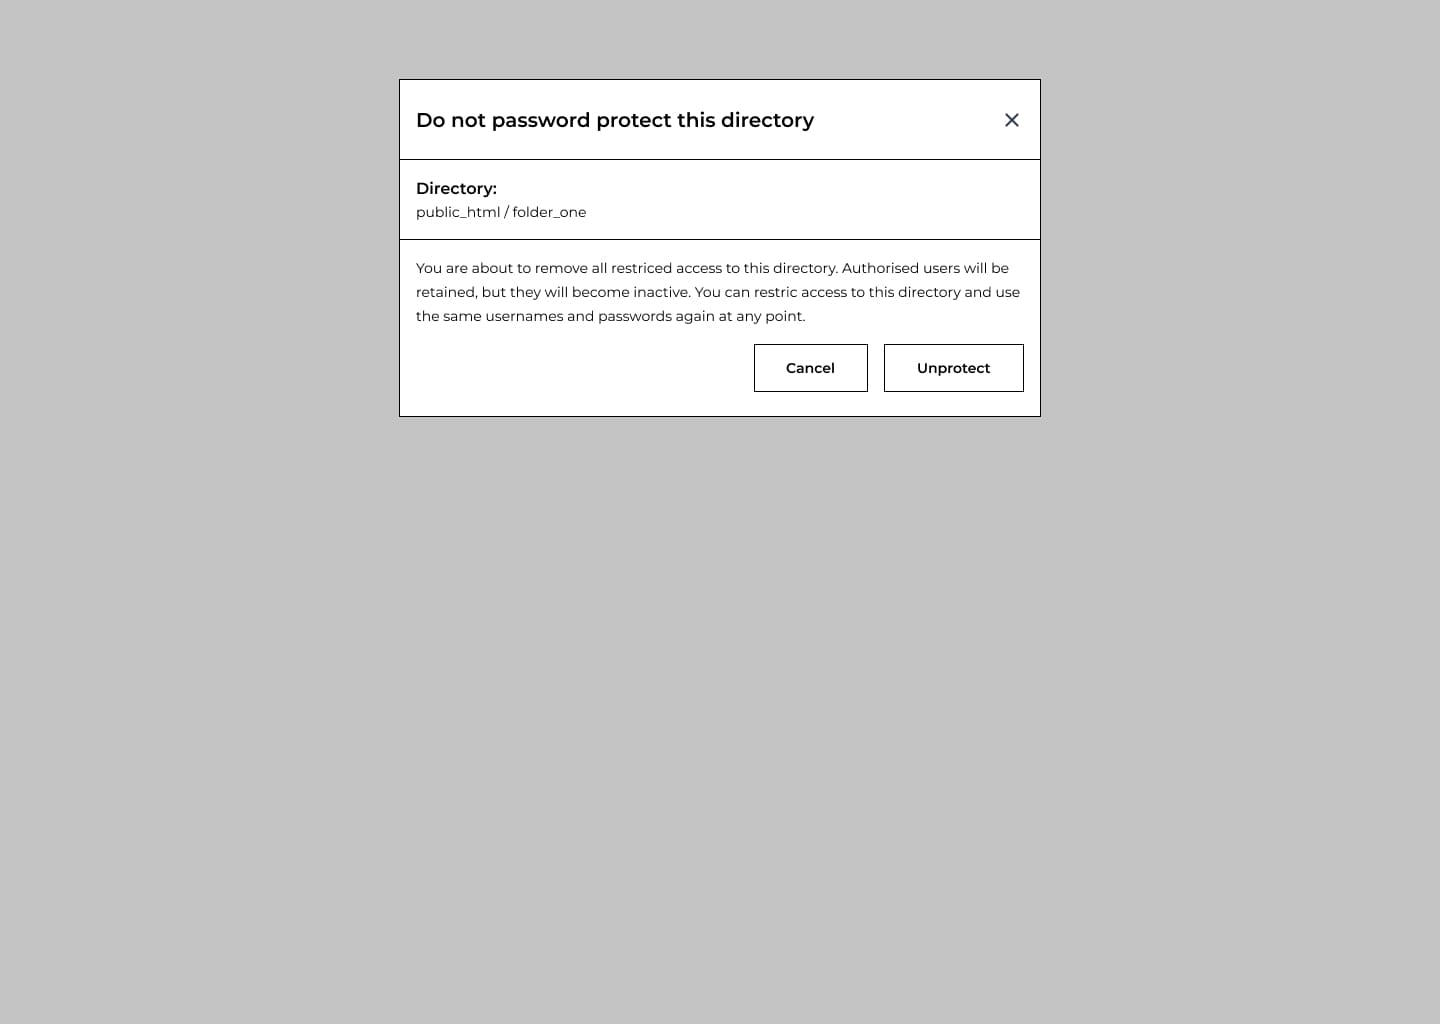 Do not password protect this directory
Directory:
public_html / folder_one
You are about to remove all restriced access to this directory. Authorised users will be
retained, but they will become inactive. You can restric access to this directory and use
the same usernames and passwords again at any point.
Cancel
Unprotect